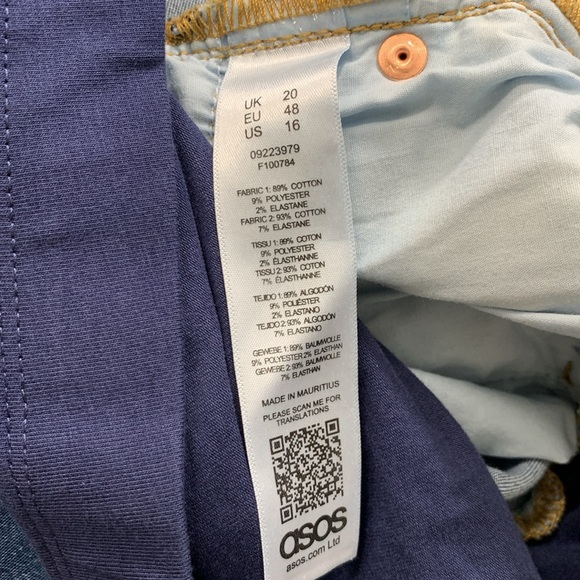 UK 20
EU 48
US 16
09223979
F100784
FABRIC 1: 89% COTTON
9% POLYESTER
2% ELASTANE
FABRIC 2: 93% COTTON
7% ELASTANE
TISSU 1: 89% COTON
9% POLYESTER
2% ÉLASTHANNE
TISSU 2: 93% COTON
7% ÉLASTHANNE
TEJIDO 1: 89% ALGODÓN
9% POLIÉSTER
2% ELASTANO
TEJIDO 2: 93% ALGODÓN
7% ELASTANO
GEWEBE 1: 89% BAUMWOLLE
9% POLYESTER 2% ELASTHAN
GEWEBE 2: 93% BAUMWOLLE
7% ELASTHAN
MADE IN MAURITIUS
PLEASE SCAN ME FOR
TRANSLATIONS
asos
asos.com Ltd